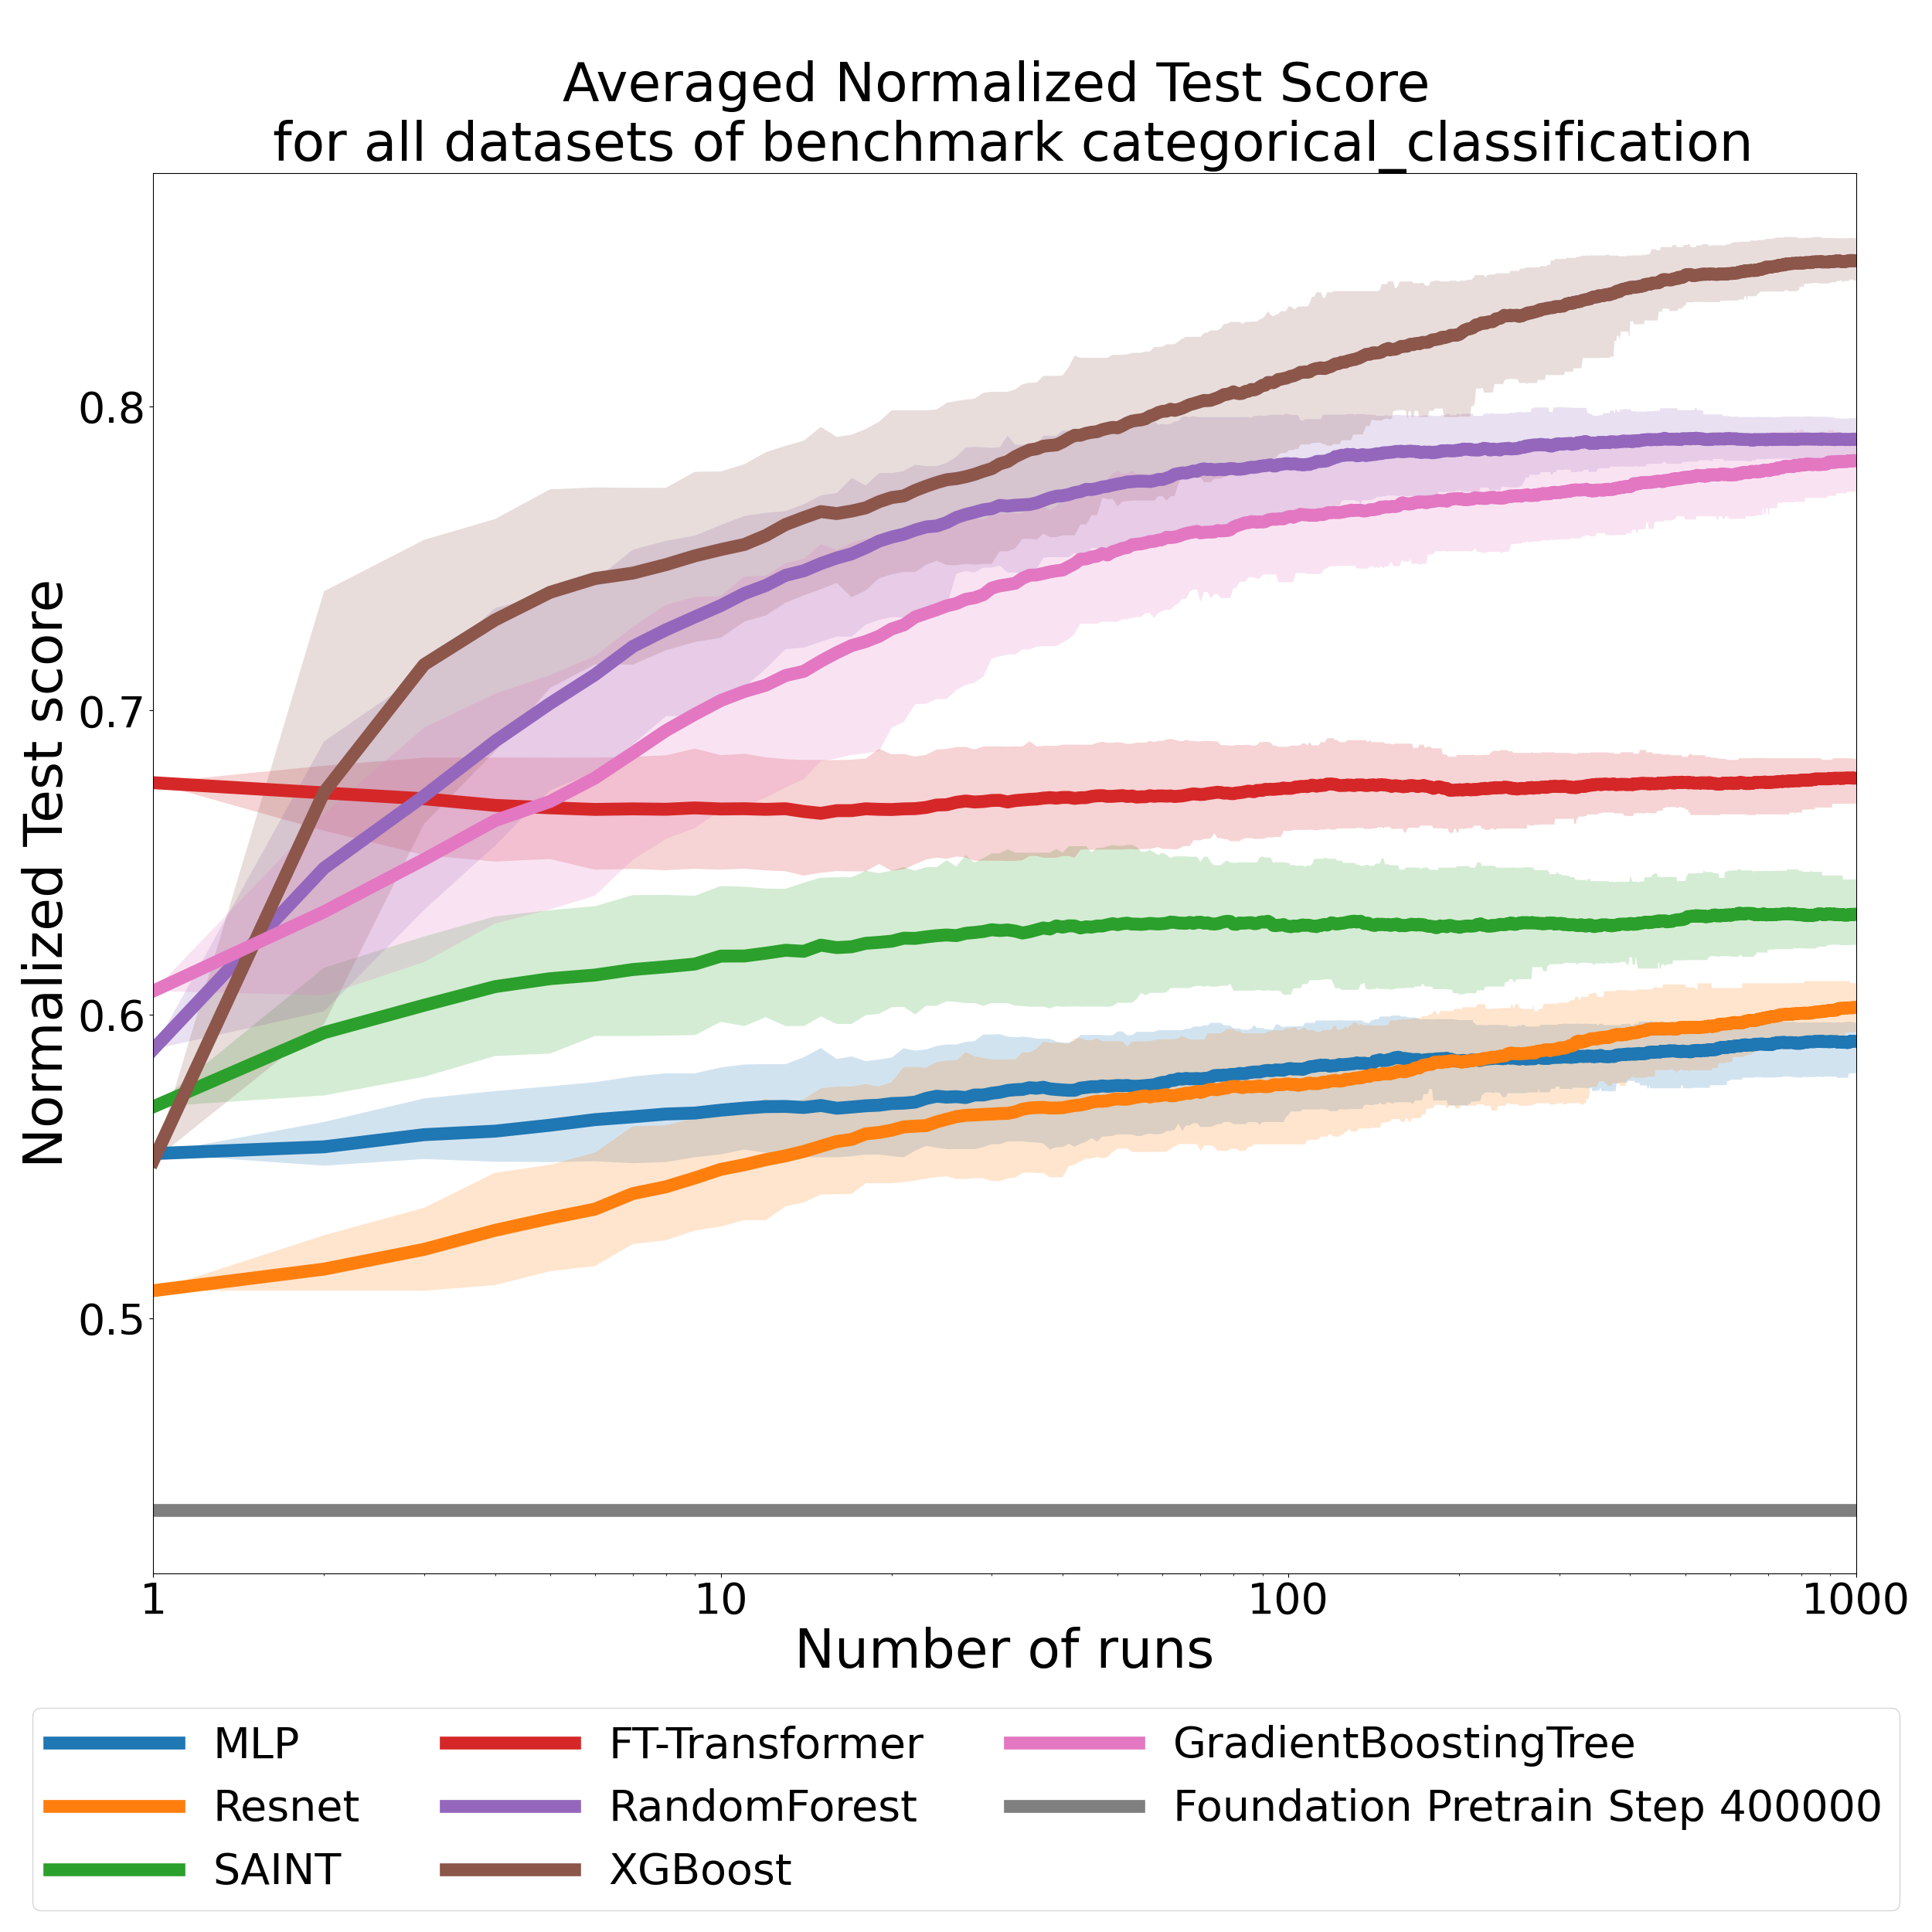 Averaged Normalized Test Score
for all datasets of benchmark categorical_classification
Normalized Test score
0.8
0.7
0.6
0.5
1
10
100
1000
Number of runs
MLP
Resnet
SAINT
FT-Transformer
RandomForest
XGBoost
GradientBoostingTree
Foundation Pretrain Step 400000